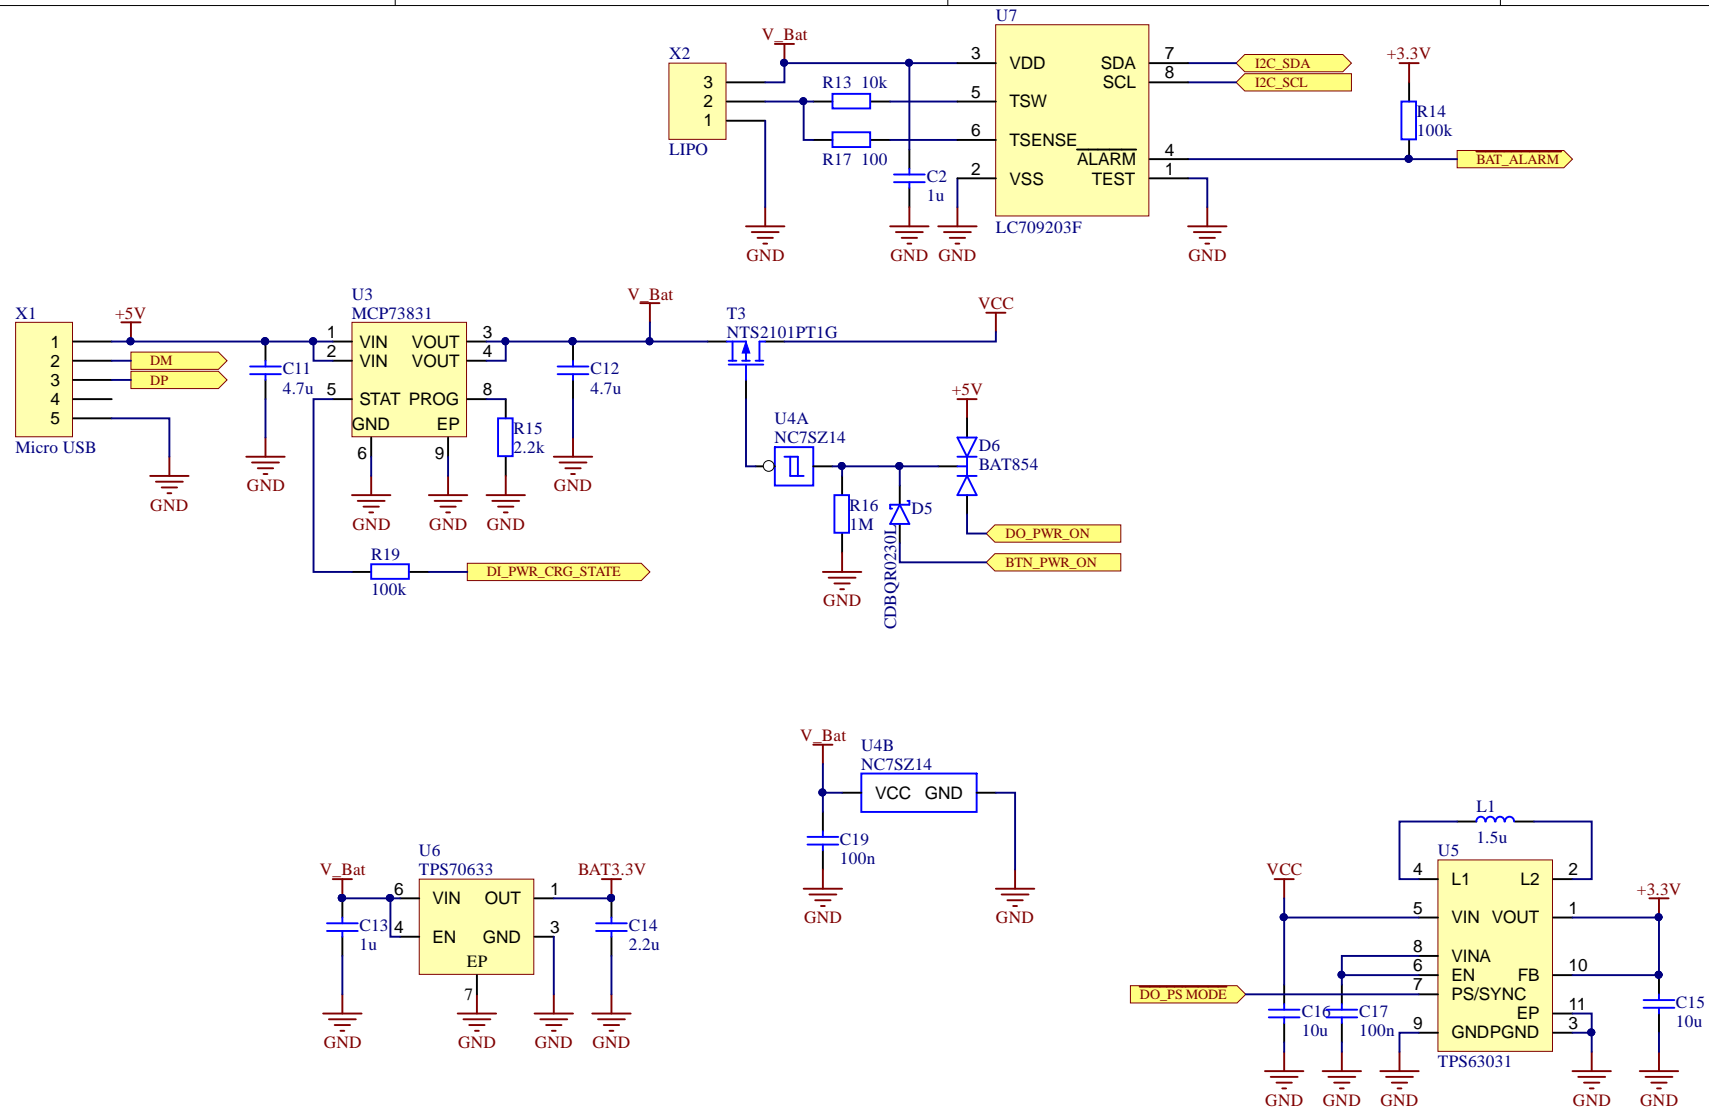 U7
V_Bat
X2
3
2
1
LIPO
R13 10k
R17 100
C2
1u
3
5
6
2
VDD
TSW
TSENSE
VSS
SDA
SCL
ALARM
TEST
7
8
4
1
LC709203F
I2C_SDA
I2C_SCL
+3.3V
R14
100k
BAT_ALARM
GND
GND
GND
GND
X1
1
2
3
4
5
Micro USB
+5V
DM
DP
GND
C11
4.7u
GND
U3
MCP73831
1
2
5
VIN
VIN
STAT
GND
VOUT
VOUT
PROG
EP
3
4
8
6
9
GND
GND
R15
2.2k
GND
C12
4.7u
GND
R19
100k
DI_PWR_CRG_STATE
V_Bat
T3
NTS2101PT1G
VCC
U4A
NC7SZ14
+5V
D6
BAT854
R16
1M
GND
D5
CDBQR0230L
DO_PWR_ON
BTN_PWR_ON
V_Bat
U4B
NC7SZ14
VCC GND
C19
100n
GND
GND
V_Bat
U6
TPS70633
6
4
VIN
EN
OUT
GND
EP
1
3
7
BAT3.3V
C13
1u
C14
2.2u
GND
GND
GND
GND
L1
1.5u
U5
4
2
L1
L2
VCC
5
8
6
7
9
VIN
VINA
EN
PS/SYNC
GND
VOUT
FB
EP
PGND
1
10
11
3
+3.3V
DO_PS MODE
C16
10u
C17
100n
C15
10u
TPS63031
GND
GND
GND
GND
GND